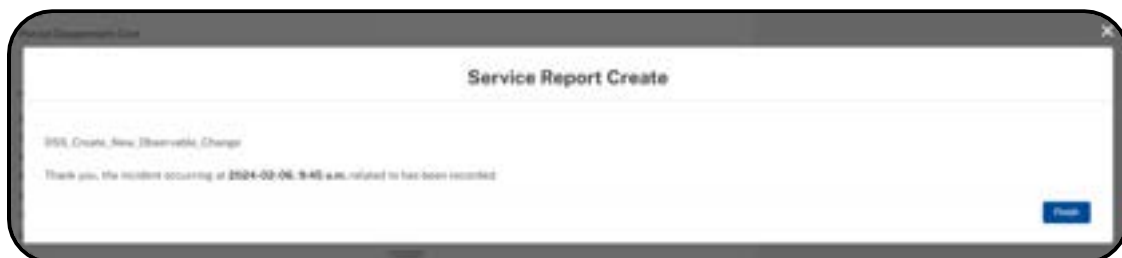 Service Report Create
DSS_Create_New_Observable_Change
Thank you, the incident occurring at 2024-02-06, 9:45 a.m. related to has been recorded
Finish